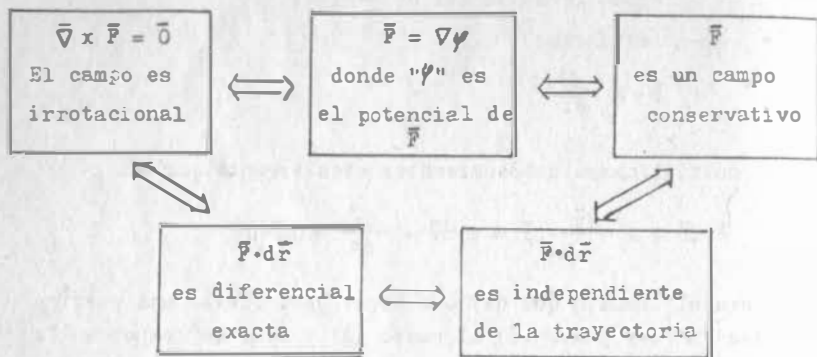 ∇̄ x F̄ = 0̄
El campo es
irrotacional
F̄ = ∇φ
donde "φ" es
el potencial de
F̄
F̄
es un campo
conservativo
F̄·dr̄
es diferencial
exacta
F̄·dr̄
es independiente
de la trayectoria